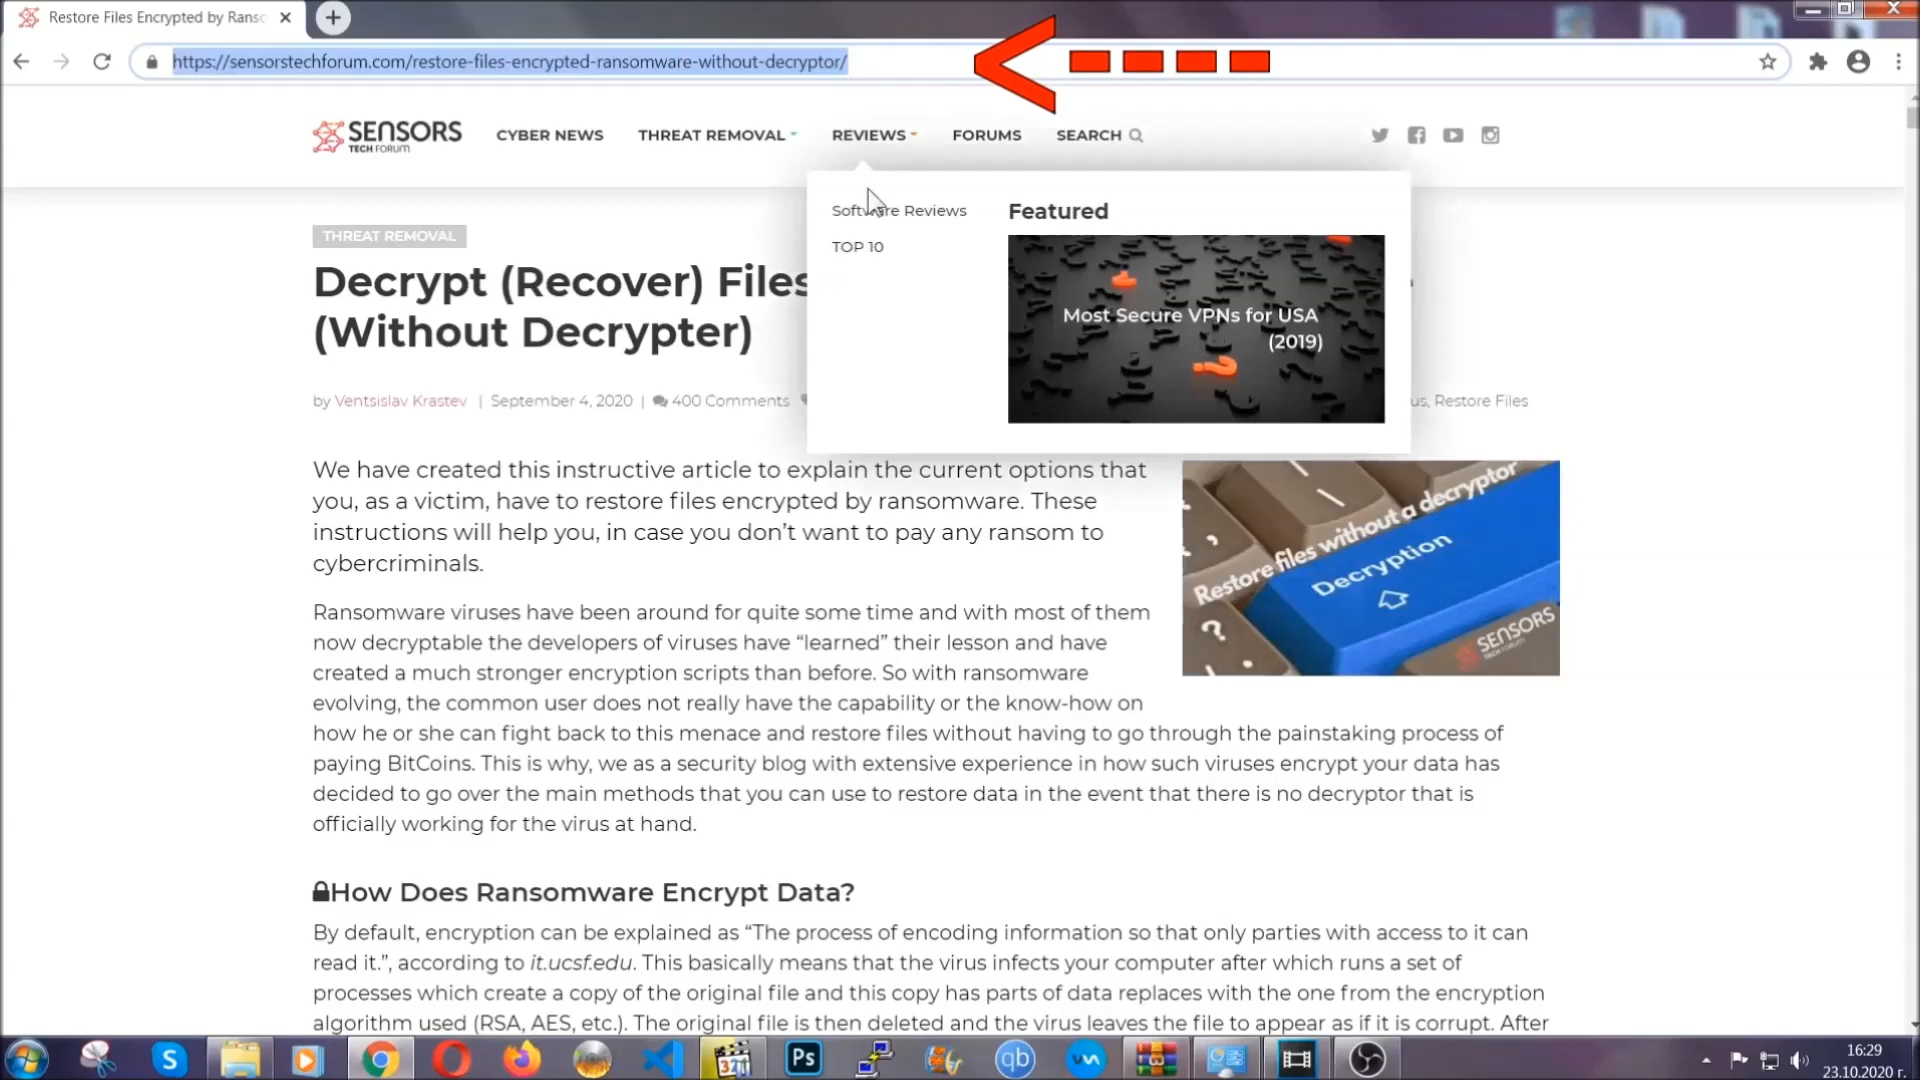 Restore Files Encrypted by Ranso
https://sensorstechforum.com/restore-files-encrypted-ransomware-without-decryptor/
SENSORS
TECH FORUM
CYBER NEWS
THREAT REMOVAL
REVIEWS
FORUMS
SEARCH
Software Reviews
TOP 10
Featured
Most Secure VPNs for USA
(2019)
THREAT REMOVAL
Decrypt (Recover) Files
(Without Decrypter)
by Ventsislav Krastev | September 4, 2020 | 400 Comments
us, Restore Files
We have created this instructive article to explain the current options that
you, as a victim, have to restore files encrypted by ransomware. These
instructions will help you, in case you don’t want to pay any ransom to
cybercriminals.
Restore files without a decryptor
Decryption
SENSORS
TECH FORUM
Ransomware viruses have been around for quite some time and with most of them
now decryptable the developers of viruses have “learned” their lesson and have
created a much stronger encryption scripts than before. So with ransomware
evolving, the common user does not really have the capability or the know-how on
how he or she can fight back to this menace and restore files without having to go through the painstaking process of
paying BitCoins. This is why, we as a security blog with extensive experience in how such viruses encrypt your data has
decided to go over the main methods that you can use to restore data in the event that there is no decryptor that is
officially working for the virus at hand.
How Does Ransomware Encrypt Data?
By default, encryption can be explained as “The process of encoding information so that only parties with access to it can
read it.”, according to it.ucsf.edu. This basically means that the virus infects your computer after which runs a set of
processes which create a copy of the original file and this copy has parts of data replaces with the one from the encryption
algorithm used (RSA, AES, etc.). The original file is then deleted and the virus leaves the file to appear as if it is corrupt. After
S
321
Ps
qb
16:29
23.10.2020 г.